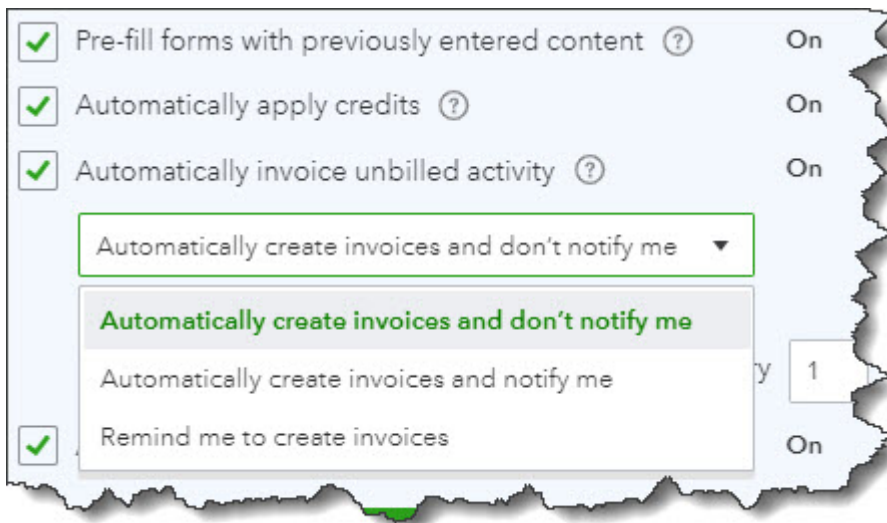 Pre-fill forms with previously entered content ? On
Automatically apply credits ? On
Automatically invoice unbilled activity ? On
Automatically create invoices and don't notify me
Automatically create invoices and don't notify me
Automatically create invoices and notify me
1
Remind me to create invoices
On